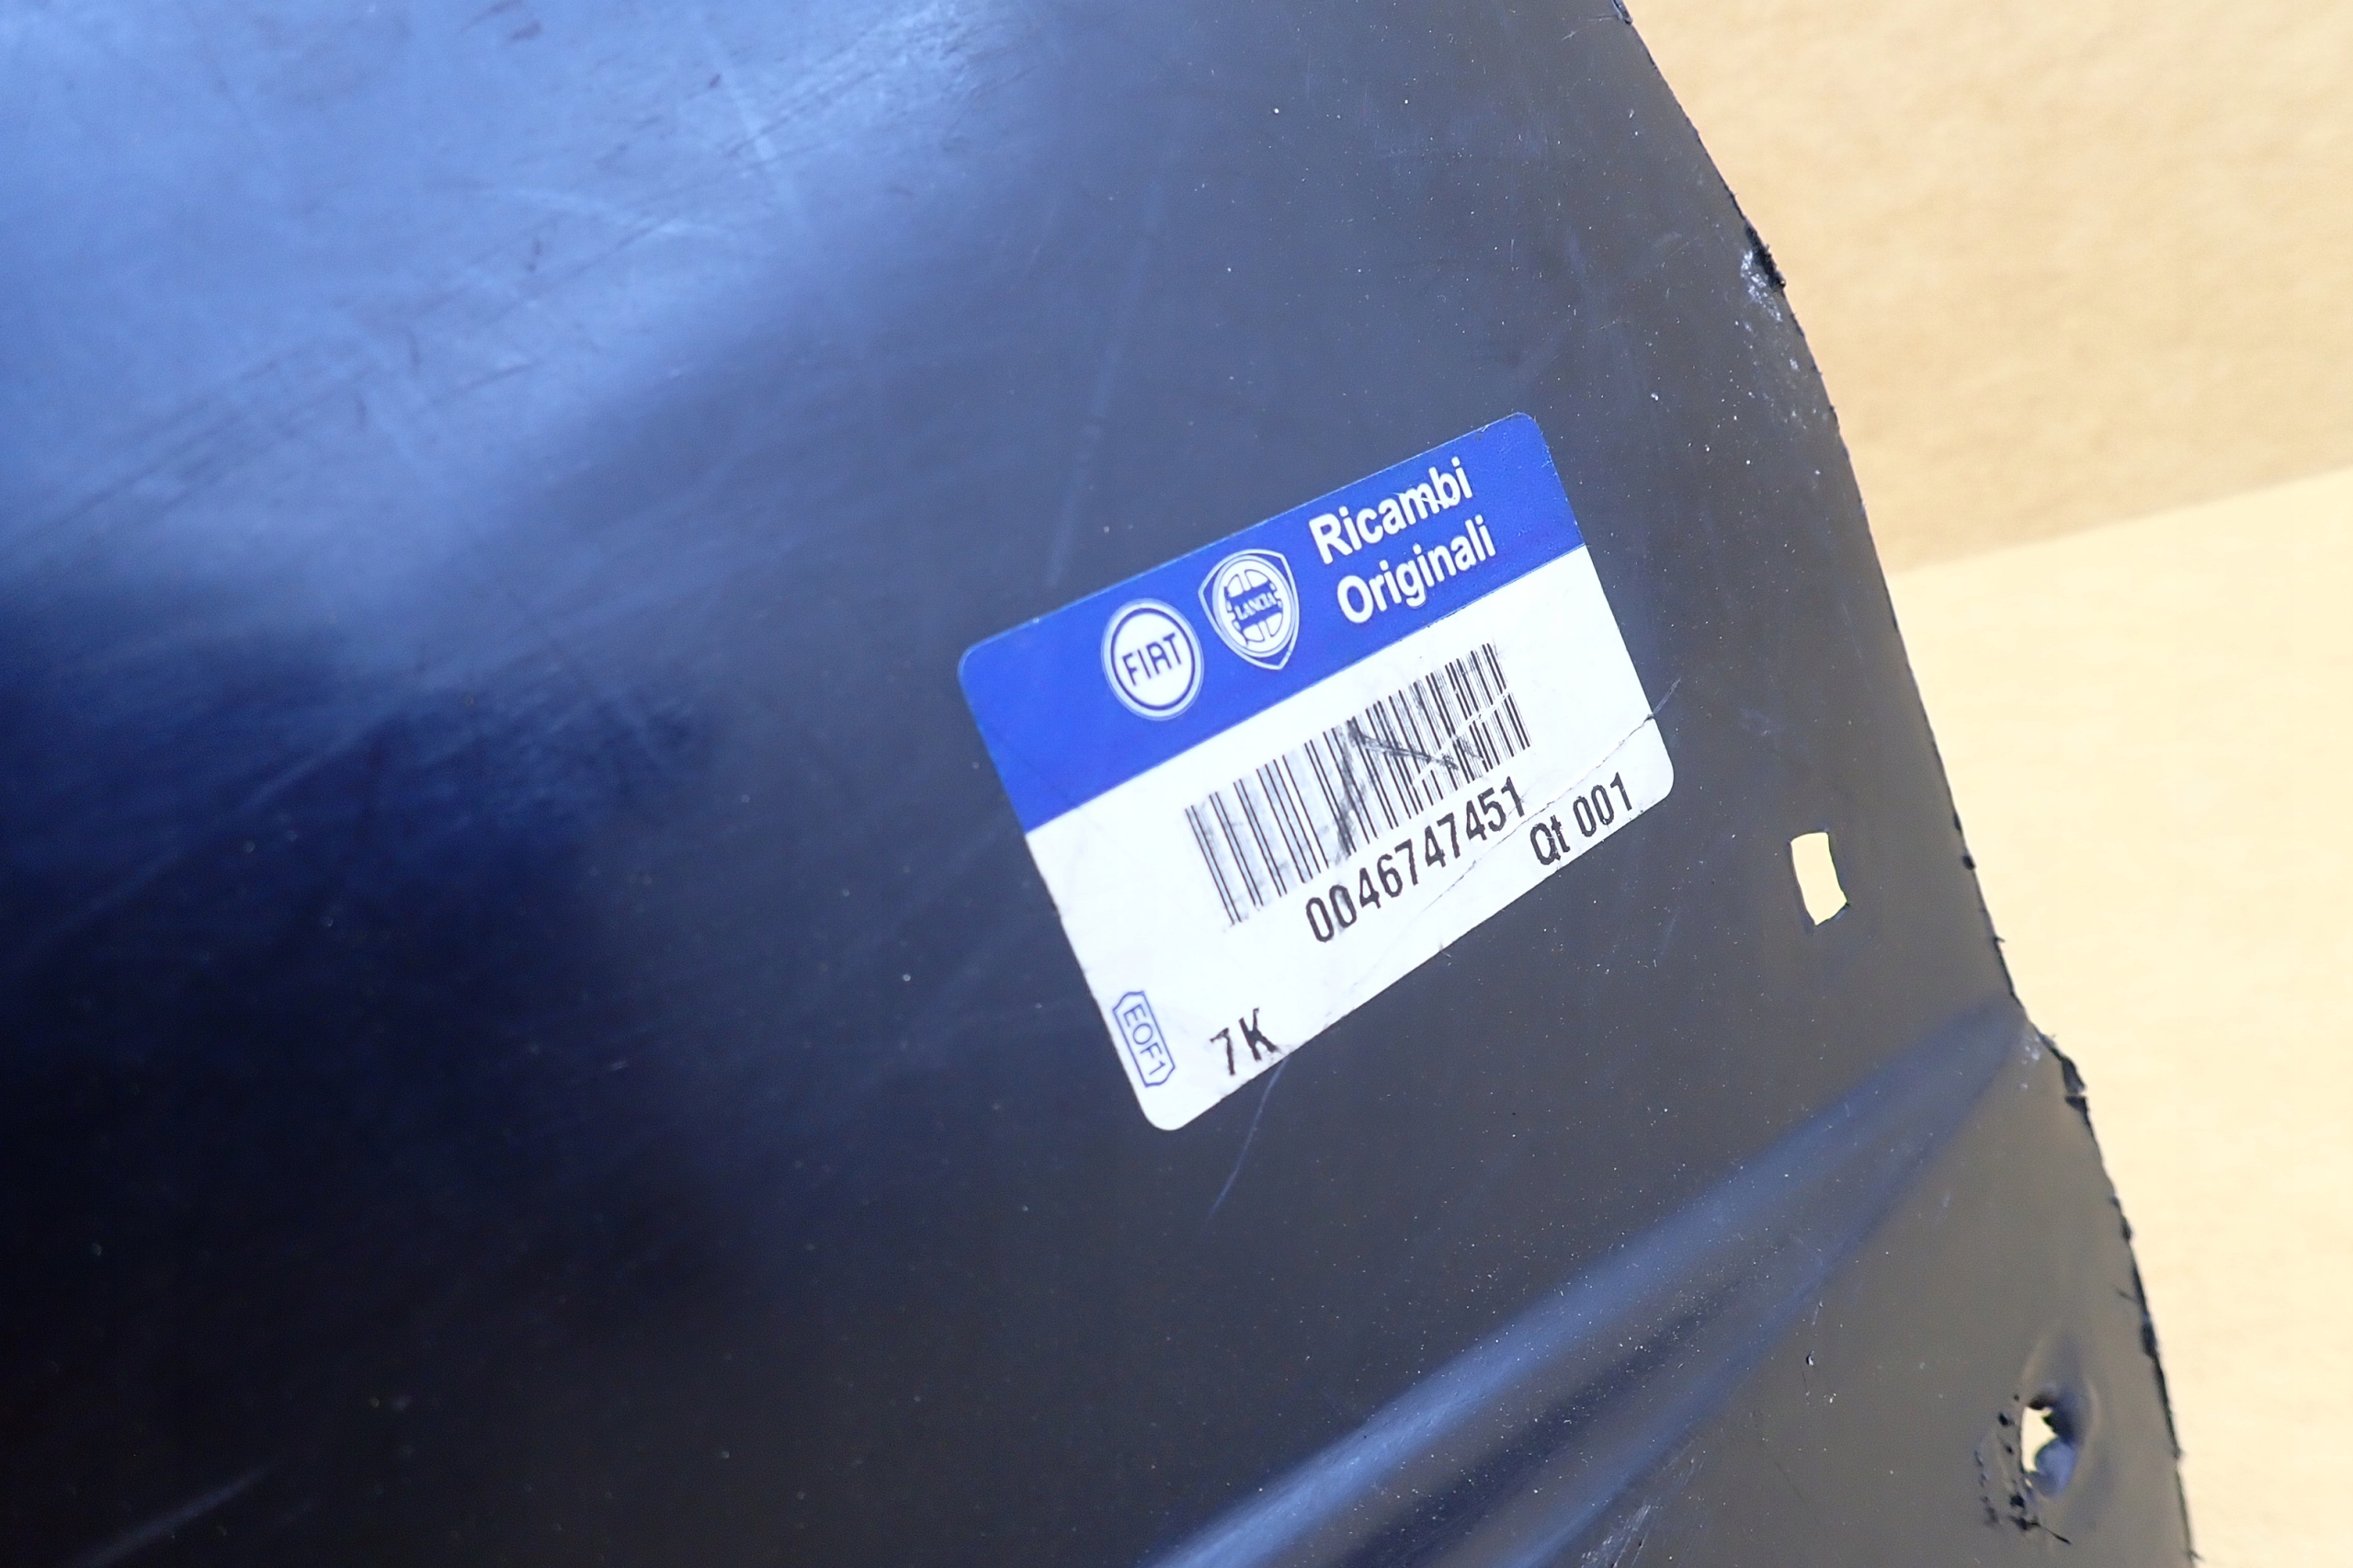 FIAT
LANCIA
Ricambi
Originali
0046747451
Qt 001
7K
EOF1